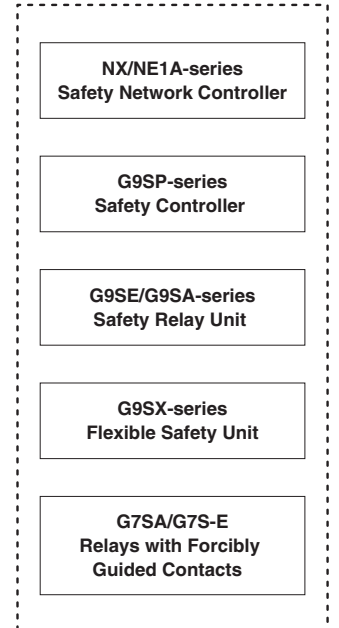 NX/NE1A-series
Safety Network Controller
G9SP-series
Safety Controller
G9SE/G9SA-series
Safety Relay Unit
G9SX-series
Flexible Safety Unit
G7SA/G7S-E
Relays with Forcibly
Guided Contacts